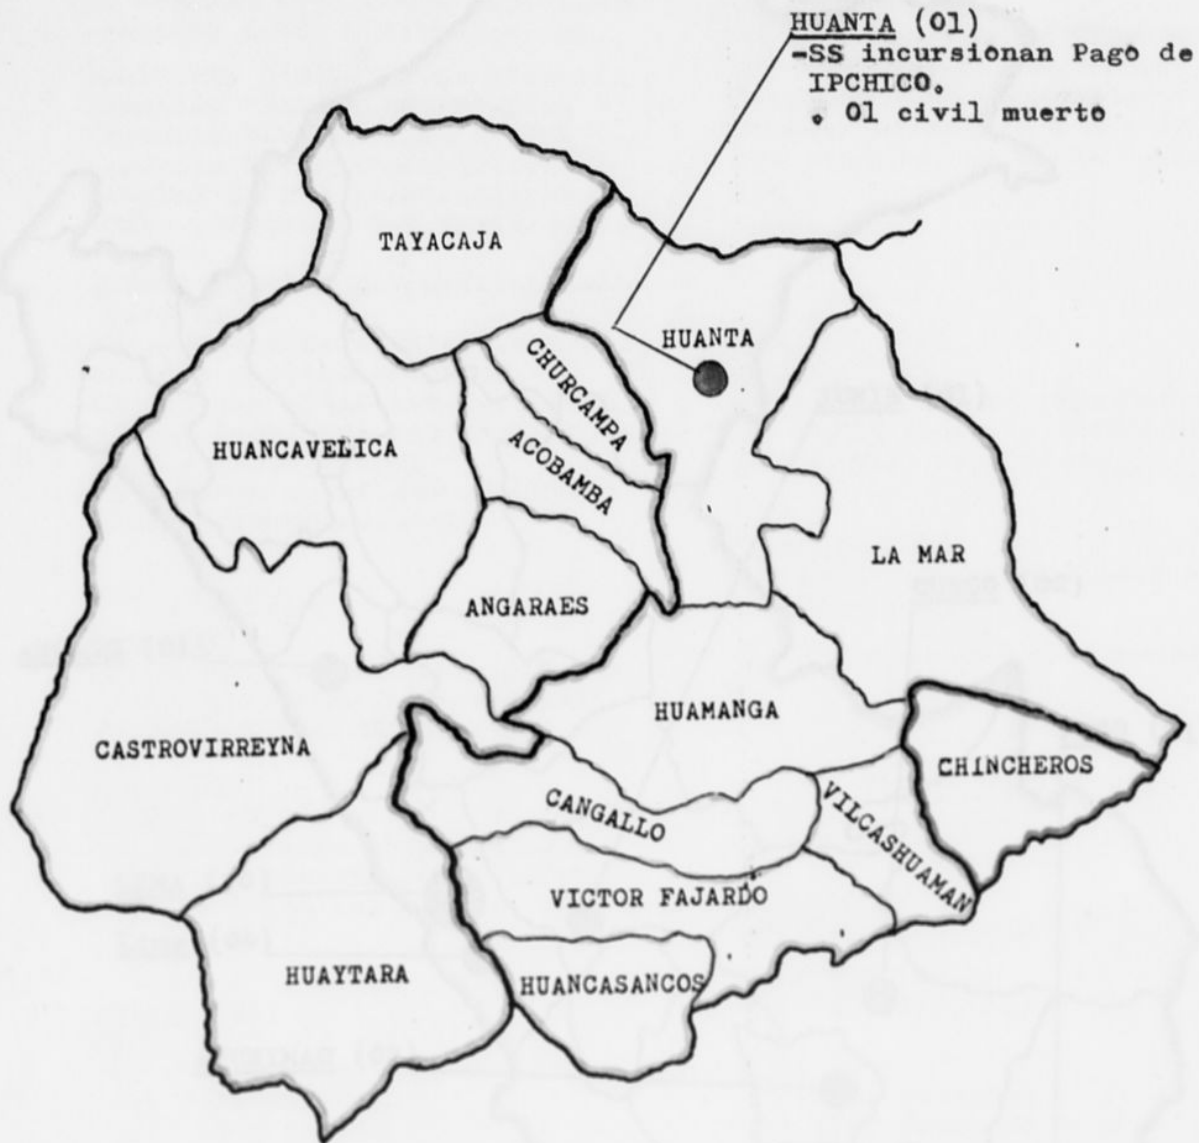 HUANTA (01)
-SS incursionan Pago de
IPCHICO.
. 01 civil muerto
TAYACAJA
HUANTA
CHURCAMPA
HUANCAVELICA
ACOBAMBA
LA MAR
ANGARAES
HUAMANGA
CASTROVIRREYNA
CHINCHEROS
CANGALLO
VILCASHUAMAN
VICTOR FAJARDO
HUAYTARA
HUANCASANCOS